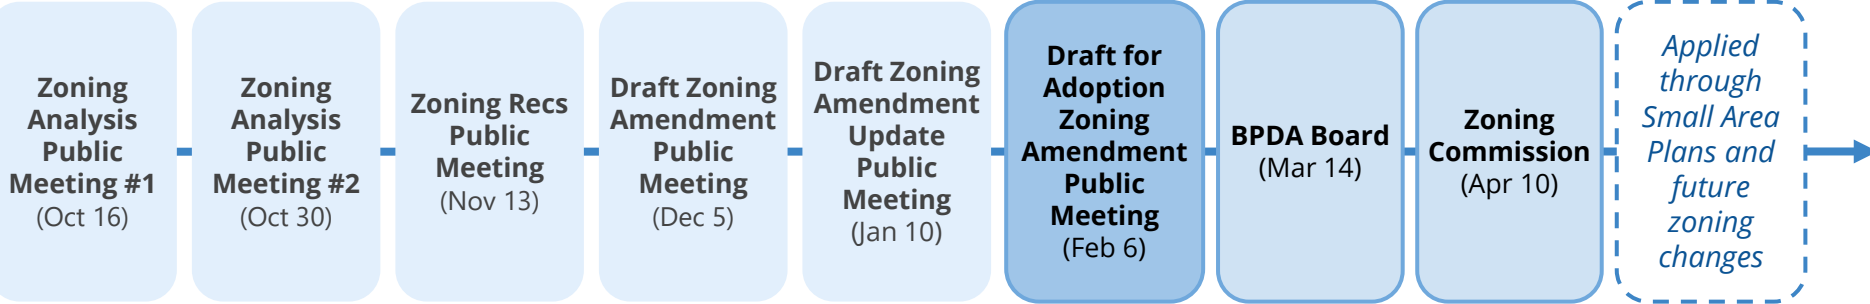 Zoning
Analysis
Public
Meeting #1
(Oct 16)
Zoning
Analysis
Public
Meeting #2
(Oct 30)
Zoning Recs
Public
Meeting
(Nov 13)
Draft Zoning
Amendment
Public
Meeting
(Dec 5)
Draft Zoning
Amendment
Update
Public
Meeting
(Jan 10)
Draft for
Adoption
Zoning
Amendment
Public
Meeting
(Feb 6)
BPDA Board
(Mar 14)
Zoning
Commission
(Apr 10)
Applied
through
Small Area
Plans and
future
zoning
changes